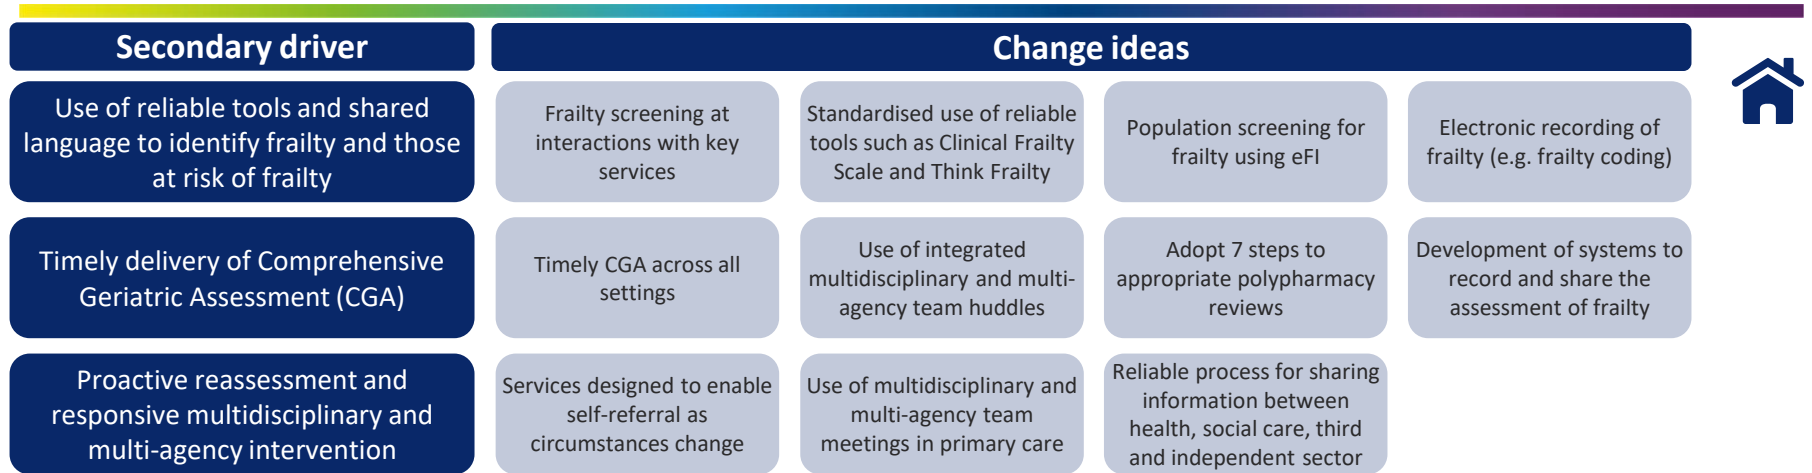 Secondary driver
Change ideas
Use of reliable tools and shared
language to identify frailty and those
at risk of frailty
Frailty screening at
interactions with key
services
Standardised use of reliable
tools such as Clinical Frailty
Scale and Think Frailty
Population screening for
frailty using eFI
Electronic recording of
frailty (e.g. frailty coding)
Timely delivery of Comprehensive
Geriatric Assessment (CGA)
Timely CGA across all
settings
Use of integrated
multidisciplinary and multi-
agency team huddles
Adopt 7 steps to
appropriate polypharmacy
reviews
Development of systems to
record and share the
assessment of frailty
Proactive reassessment and
responsive multidisciplinary and
multi-agency intervention
Services designed to enable
self-referral as
circumstances change
Use of multidisciplinary and
multi-agency team
meetings in primary care
Reliable process for sharing
information between
health, social care, third
and independent sector